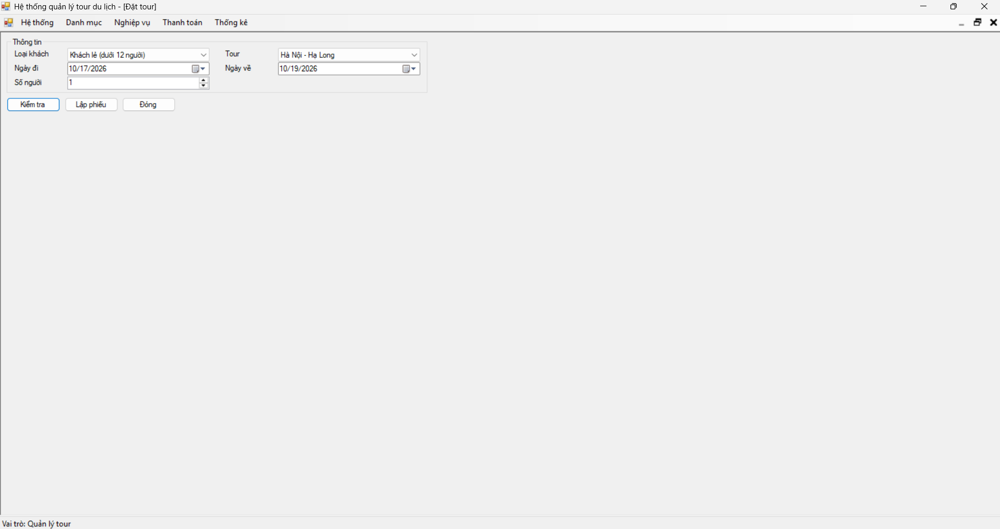 Hệ thống quản lý tour du lịch - [Đặt tour]
Hệ thống Danh mục Nghiệp vụ Thanh toán Thống kê
Thông tin
Loại khách Khách lẻ (dưới 12 người) Tour Hà Nội - Hạ Long
Ngày đi 10/17/2026 Ngày về 10/19/2026
Số người 1
Kiểm tra Lập phiếu Đóng
Vai trò: Quản lý tour